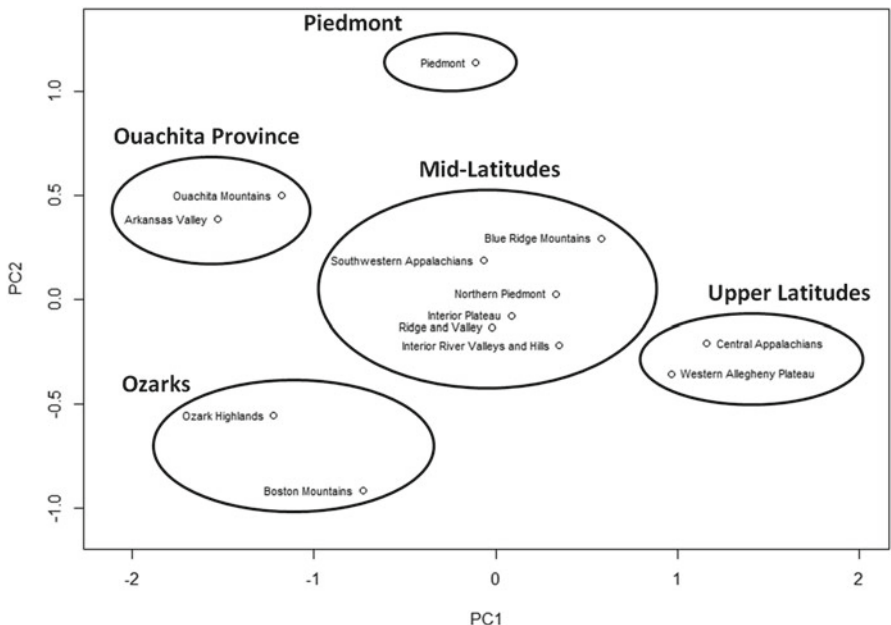 Piedmont
Piedmont
Ouachita Province
Ouachita Mountains
Arkansas Valley
Mid-Latitudes
Blue Ridge Mountains
Southwestern Appalachians
Northern Piedmont
Interior Plateau
Ridge and Valley
Interior River Valleys and Hills
Upper Latitudes
Central Appalachians
Western Allegheny Plateau
Ozarks
Ozark Highlands
Boston Mountains
PC2
1.0
0.5
0.0
-0.5
-1.0
-2 -1 0 1 2
PC1